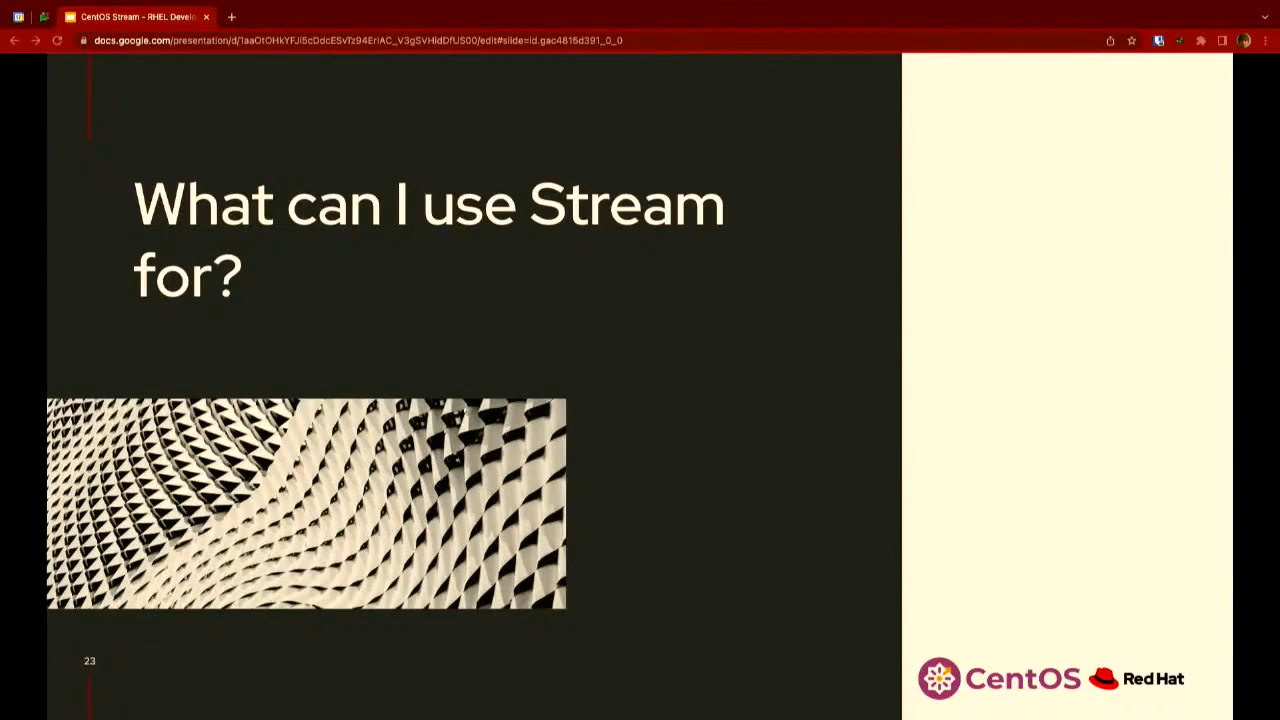 CentOS Stream - RHEL Develo
docs.google.com/presentation/d/1aaOtOHkYFJi5cDdcESvTz94ErIAC_V3gSVHidDfUS00/edit#slide=id.gac4815d391_0_0
What can I use Stream
for?
23
CentOS Red Hat